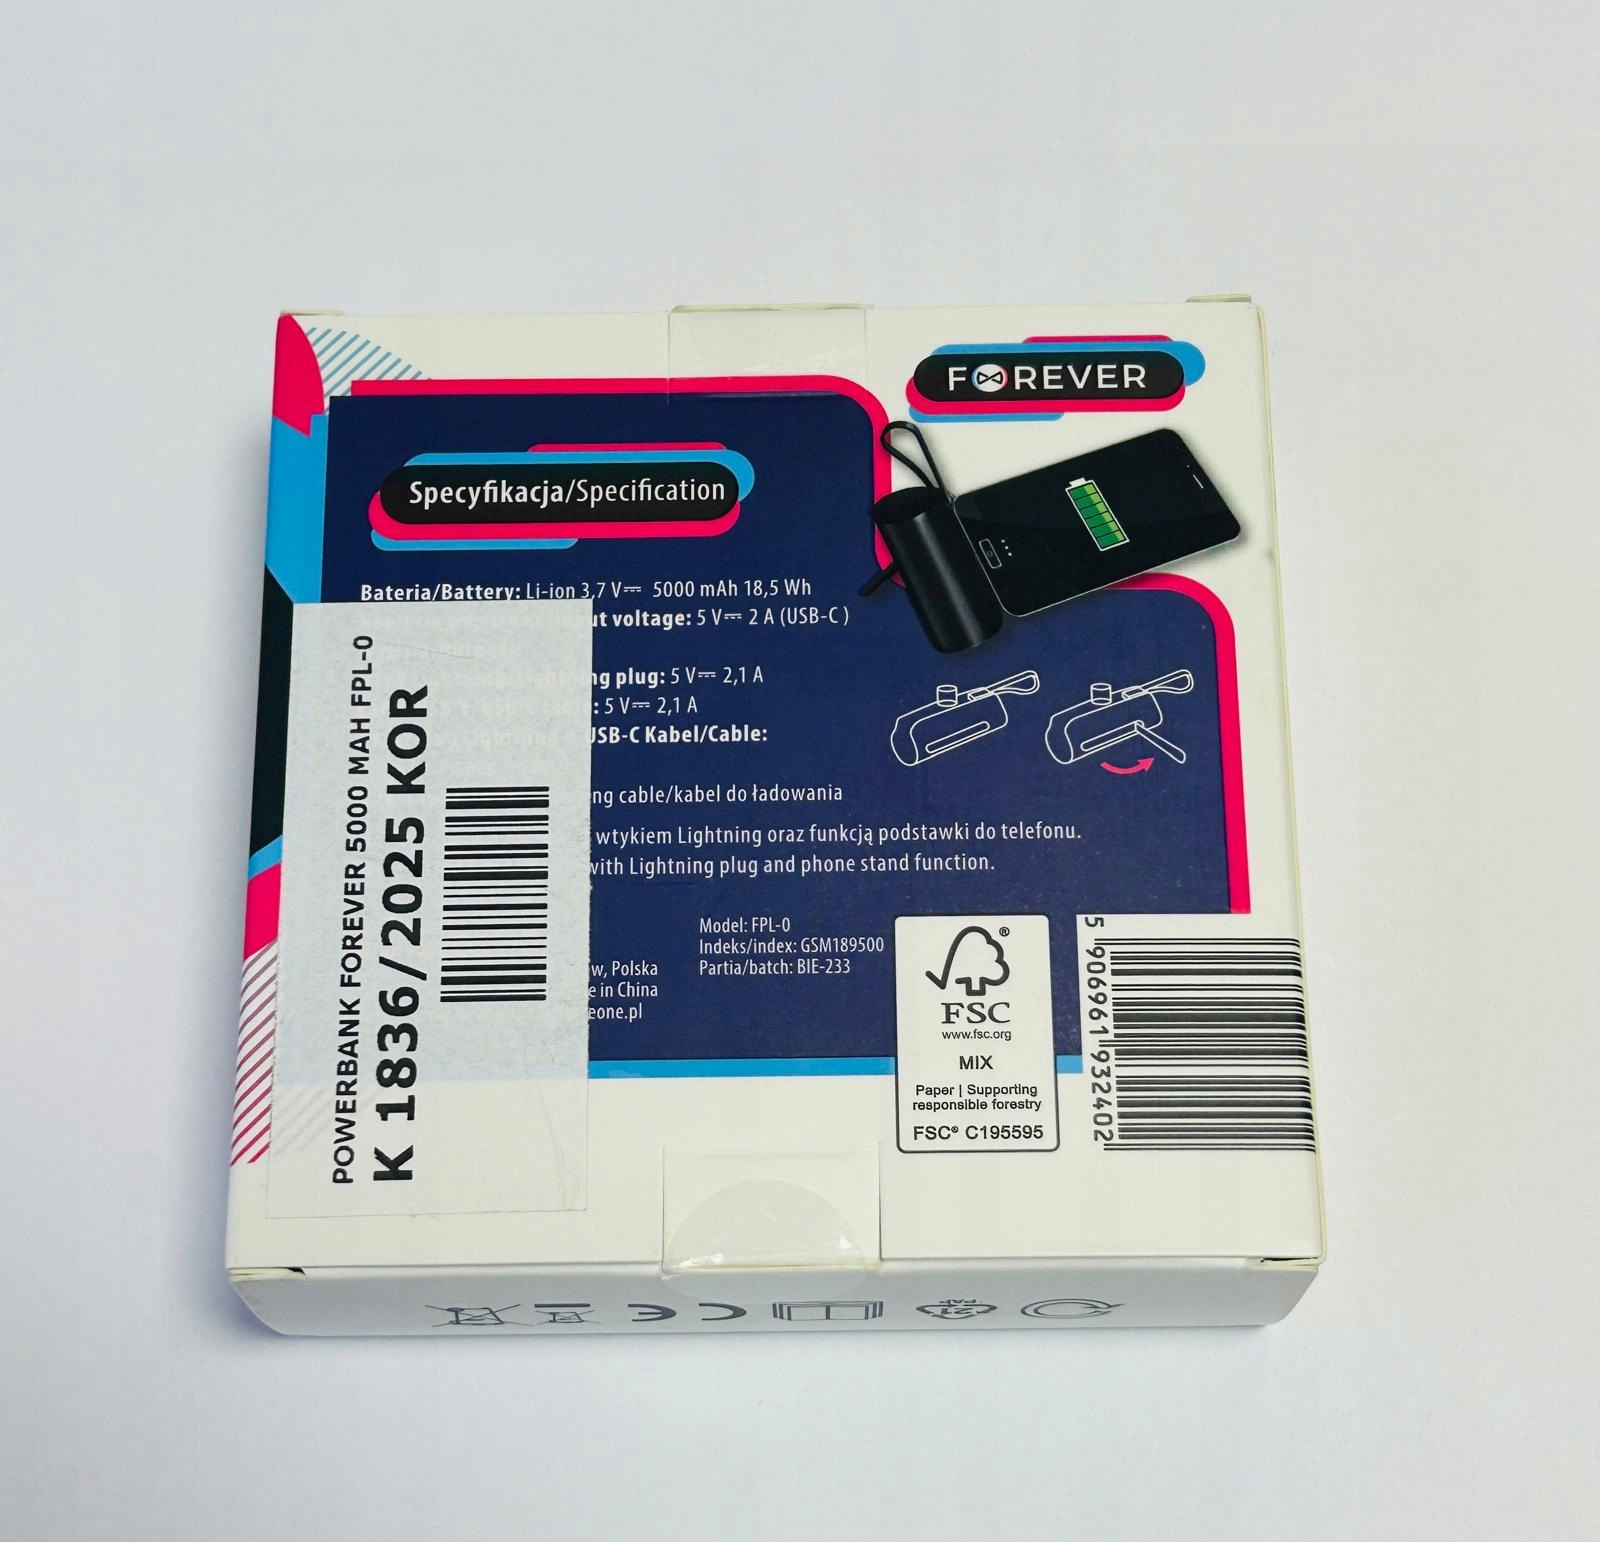 FOREVER
Specyfikacja/Specification
Bateria/Battery: Li-ion 3,7 V⎓ 5000 mAh 18,5 Wh
voltage: 5 V⎓ 2 A (USB-C )
plug: 5 V⎓ 2,1 A
: 5 V⎓ 2,1 A
USB-C Kabel/Cable:
cable/kabel do ładowania
wtykiem Lightning oraz funkcją podstawki do telefonu.
with Lightning plug and phone stand function.
Model: FPL-0
Indeks/index: GSM189500
Partia/batch: BIE-233
Polska
in China
POWERBANK FOREVER 5000 MAH FPL-0
K 1836/2025 KOR
FSC®
www.fsc.org
MIX
Paper | Supporting
responsible forestry
FSC® C195595
5 906961 932402
CE
21
PAP